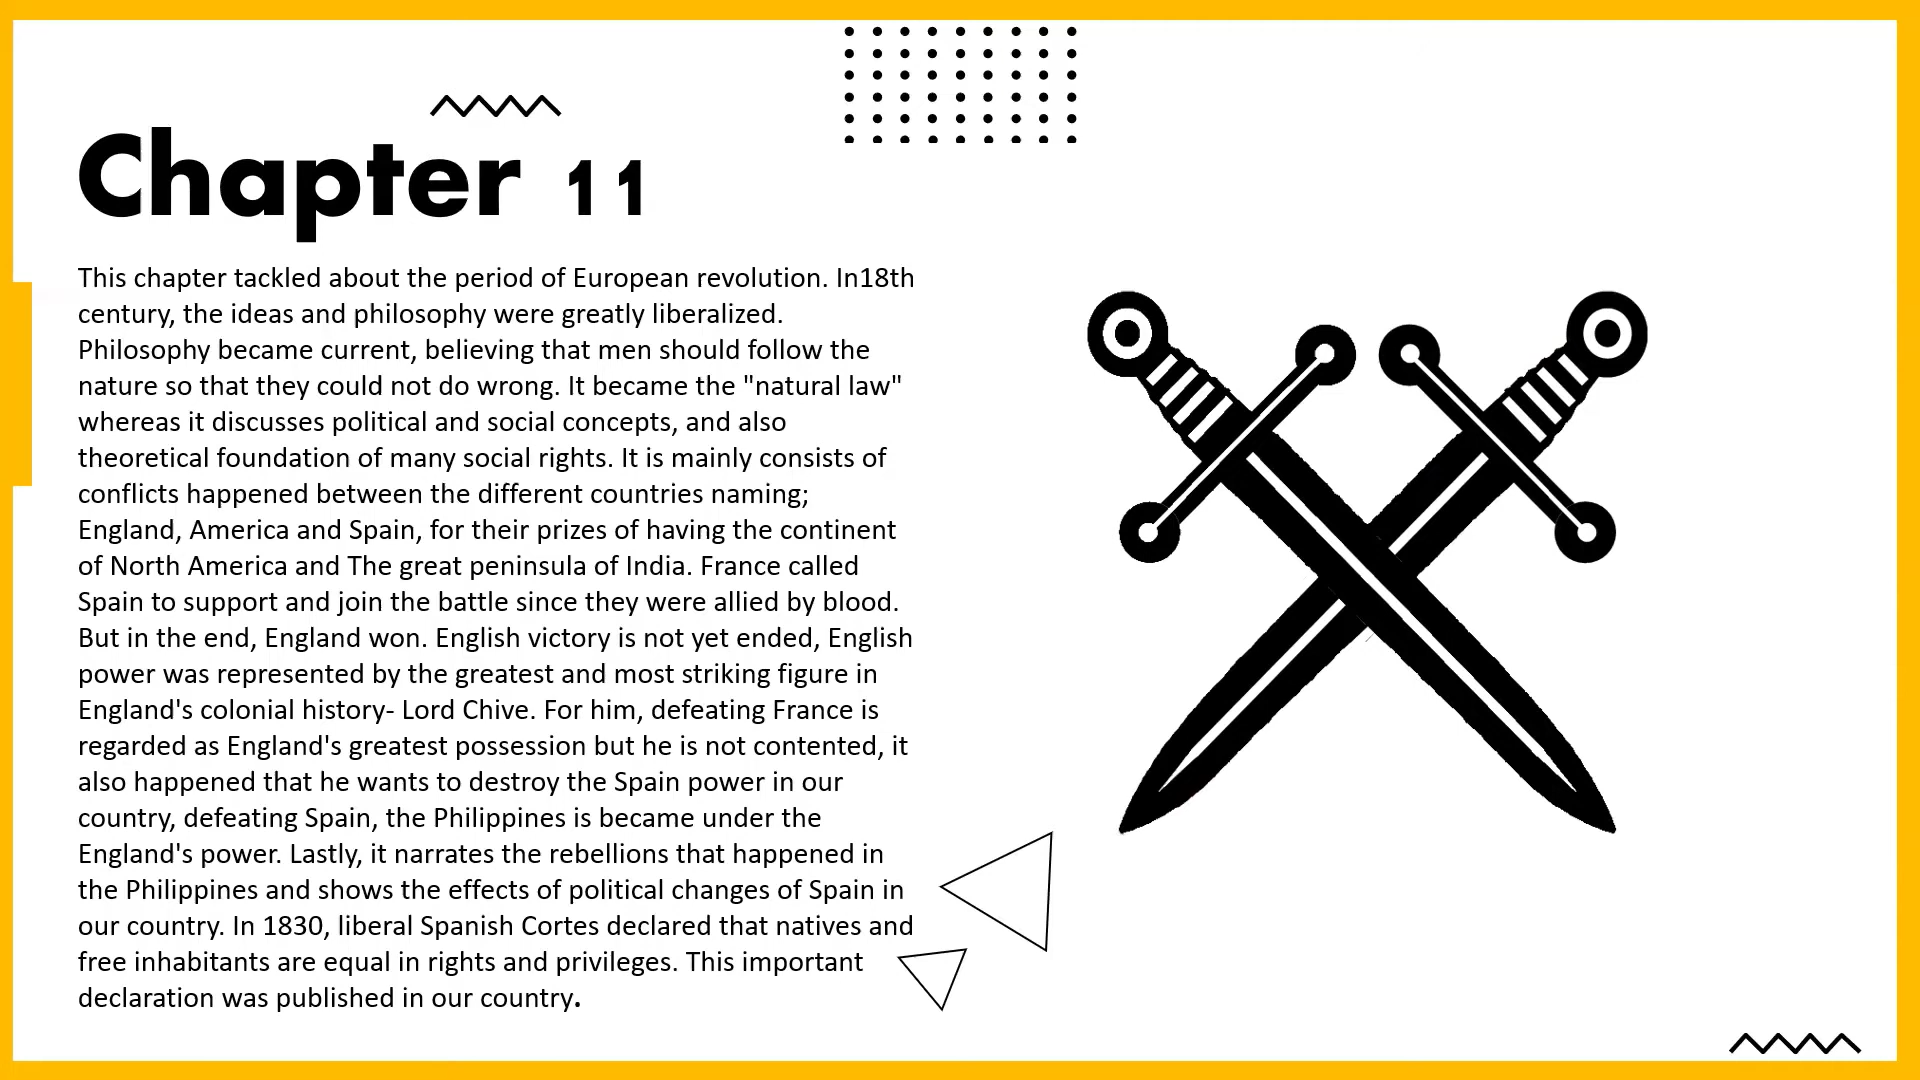 Chapter 11
This chapter tackled about the period of European revolution. In18th
century, the ideas and philosophy were greatly liberalized.
Philosophy became current, believing that men should follow the
nature so that they could not do wrong. It became the "natural law"
whereas it discusses political and social concepts, and also
theoretical foundation of many social rights. It is mainly consists of
conflicts happened between the different countries naming;
England, America and Spain, for their prizes of having the continent
of North America and The great peninsula of India. France called
Spain to support and join the battle since they were allied by blood.
But in the end, England won. English victory is not yet ended, English
power was represented by the greatest and most striking figure in
England's colonial history- Lord Chive. For him, defeating France is
regarded as England's greatest possession but he is not contented, it
also happened that he wants to destroy the Spain power in our
country, defeating Spain, the Philippines is became under the
England's power. Lastly, it narrates the rebellions that happened in
the Philippines and shows the effects of political changes of Spain in
our country. In 1830, liberal Spanish Cortes declared that natives and
free inhabitants are equal in rights and privileges. This important
declaration was published in our country.